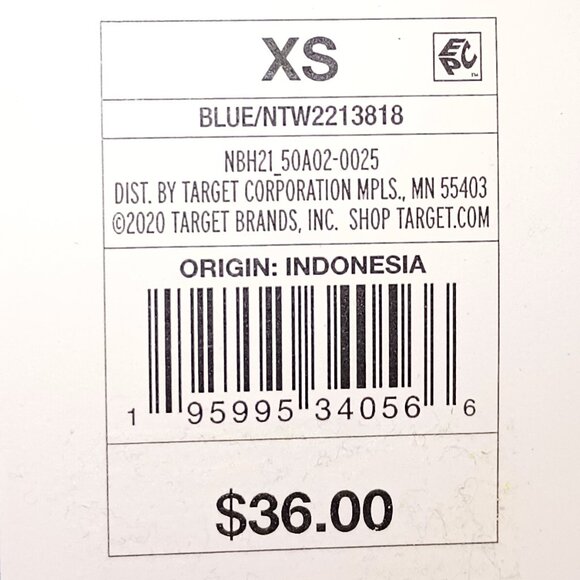 XS
EPC™
BLUE/NTW2213818
NBH21_50A02-0025
DIST. BY TARGET CORPORATION MPLS., MN 55403
©2020 TARGET BRANDS, INC. SHOP TARGET.COM
ORIGIN: INDONESIA
1 95995 34056 6
$36.00